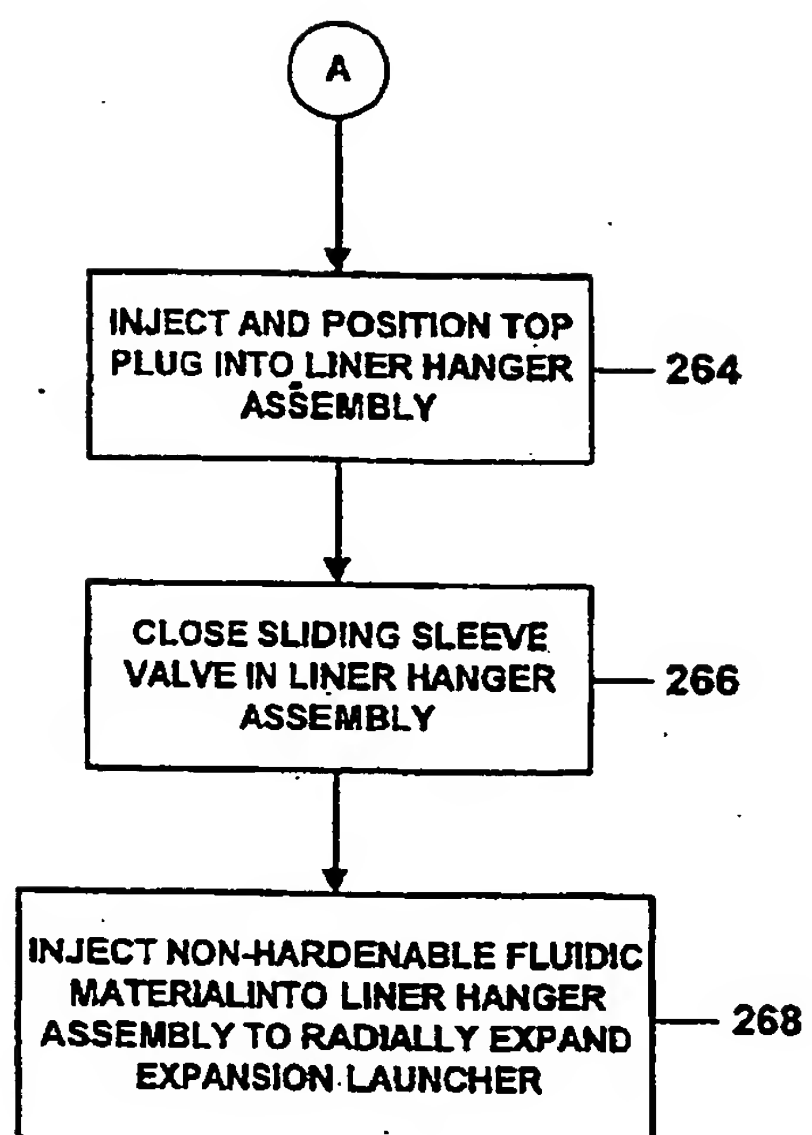 A
INJECT AND POSITION TOP
PLUG INTO LINER HANGER
ASSEMBLY
264
CLOSE SLIDING SLEEVE
VALVE IN LINER HANGER
ASSEMBLY
266
INJECT NON-HARDENABLE FLUIDIC
MATERIALINTO LINER HANGER
ASSEMBLY TO RADIALLY EXPAND
EXPANSION LAUNCHER
268